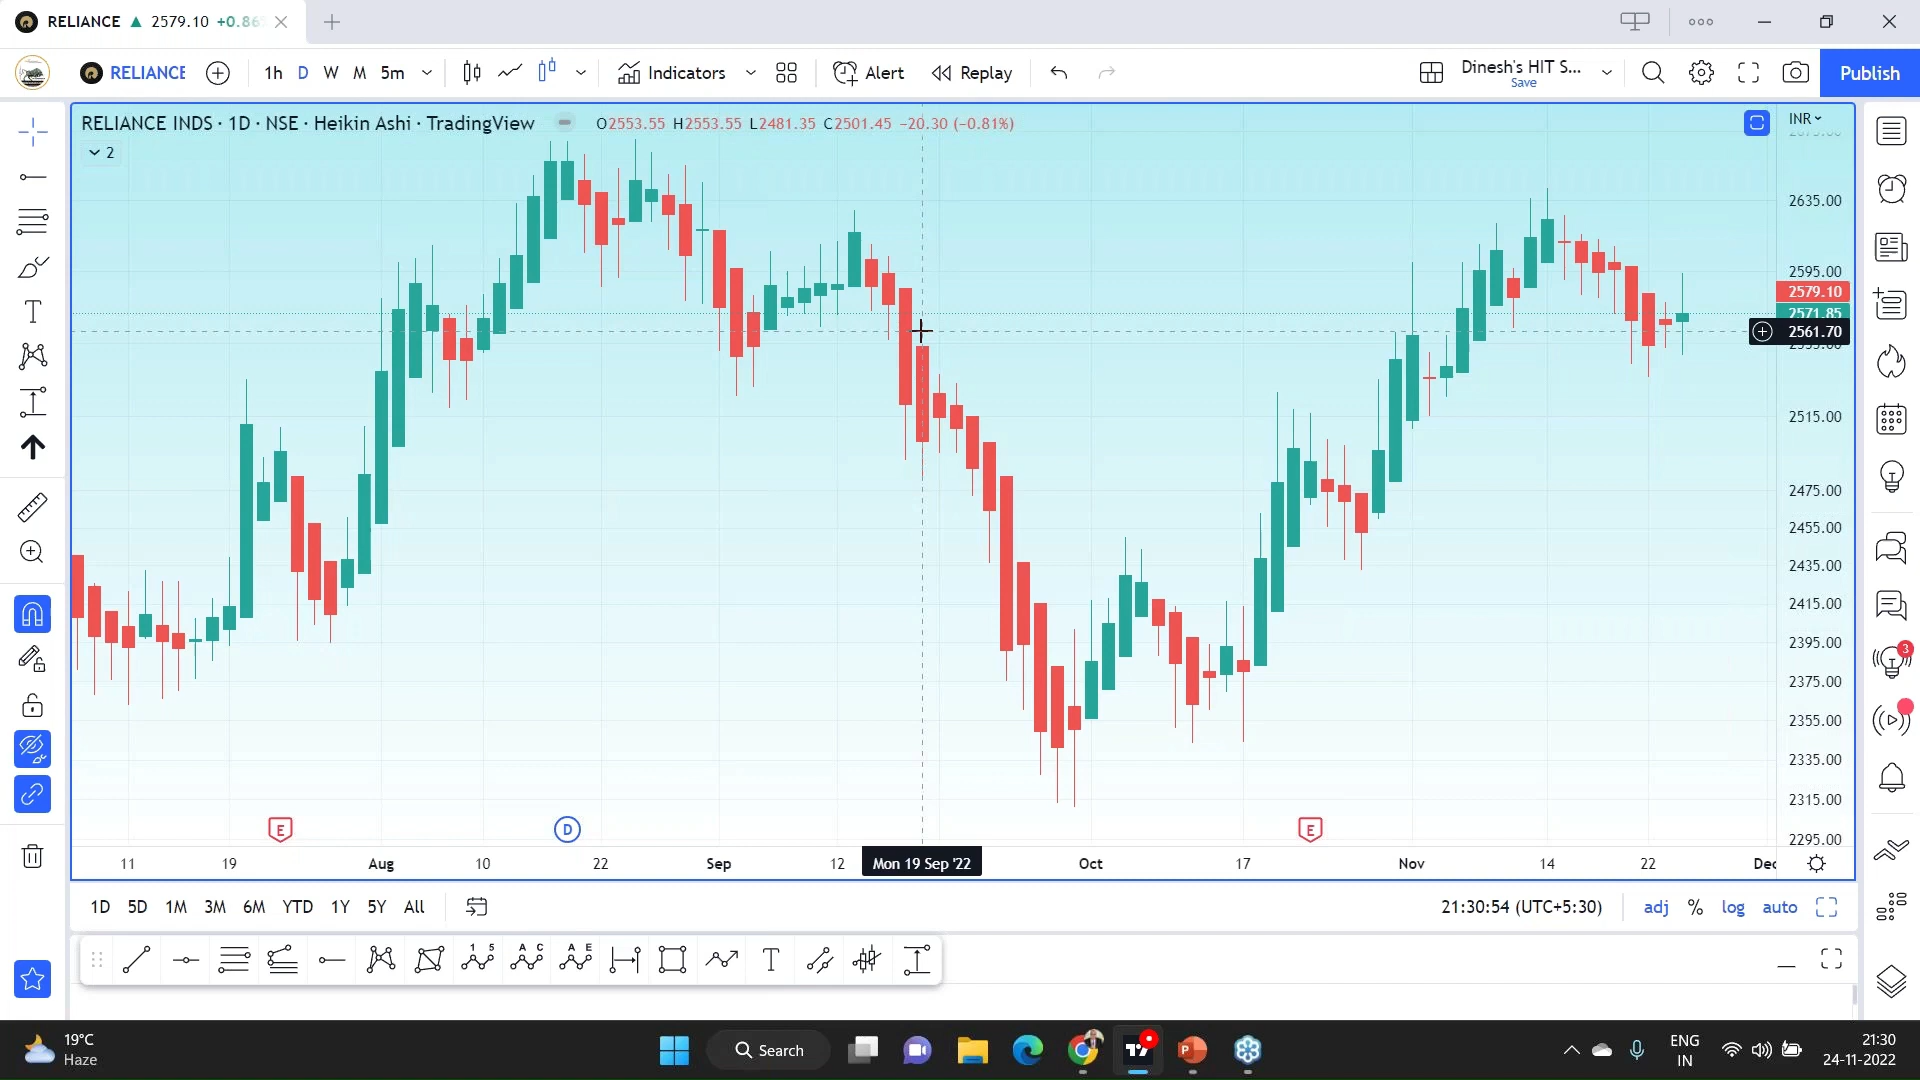 RELIANCE ▲ 2579.10 +0.86
RELIANCE 1h D W M 5m Indicators Alert Replay Dinesh's HIT S... Publish
Save
RELIANCE INDS · 1D · NSE · Heikin Ashi · TradingView O2553.55 H2553.55 L2481.35 C2501.45 −20.30 (−0.81%)
INR
2
2635.00
2595.00
2579.10
2571.85
2561.70
2515.00
2475.00
2455.00
2435.00
2415.00
2395.00
2375.00
2355.00
2335.00
2315.00
2295.00
3
E D E
11 19 Aug 10 22 Sep 12 Mon 19 Sep '22 Oct 17 Nov 14 22 Dec
1D 5D 1M 3M 6M YTD 1Y 5Y All 21:30:54 (UTC+5:30) adj % log auto
1 5 A C A E
T
19°C
Haze
Search
ENG
IN
21:30
24-11-2022